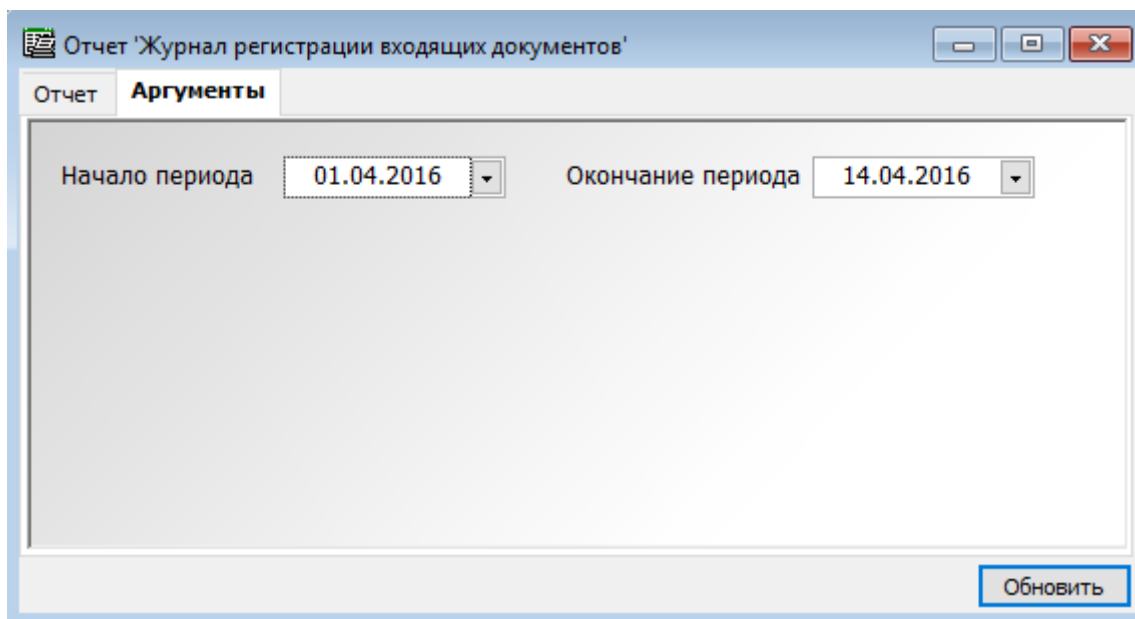 Отчет 'Журнал регистрации входящих документов'
Отчет Аргументы
Начало периода 01.04.2016 Окончание периода 14.04.2016
Обновить